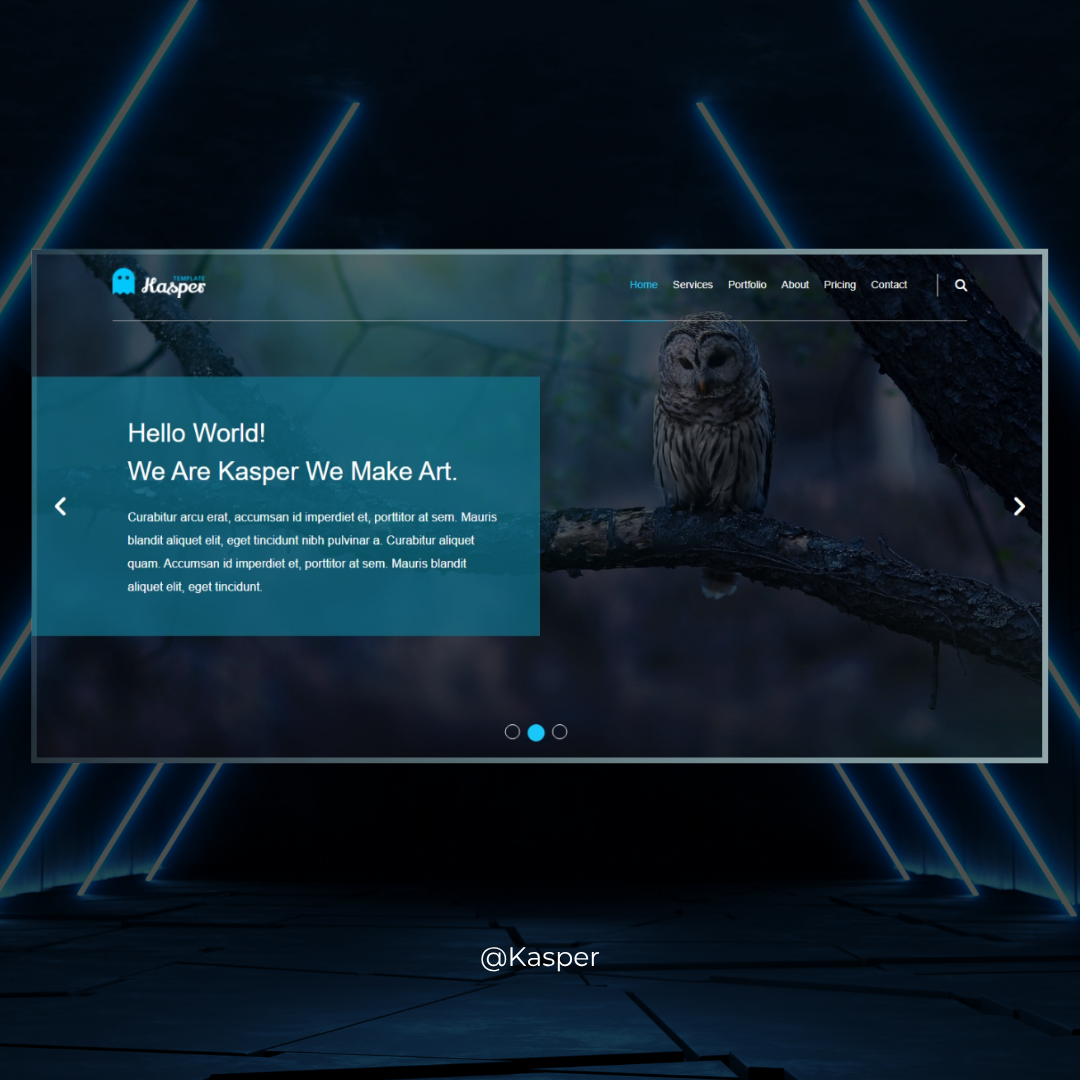 TEMPLATE
Kasper
Home Services Portfolio About Pricing Contact
Hello World!
We Are Kasper We Make Art.
Curabitur arcu erat, accumsan id imperdiet et, porttitor at sem. Mauris
blandit aliquet elit, eget tincidunt nibh pulvinar a. Curabitur aliquet
quam. Accumsan id imperdiet et, porttitor at sem. Mauris blandit
aliquet elit, eget tincidunt.
@Kasper